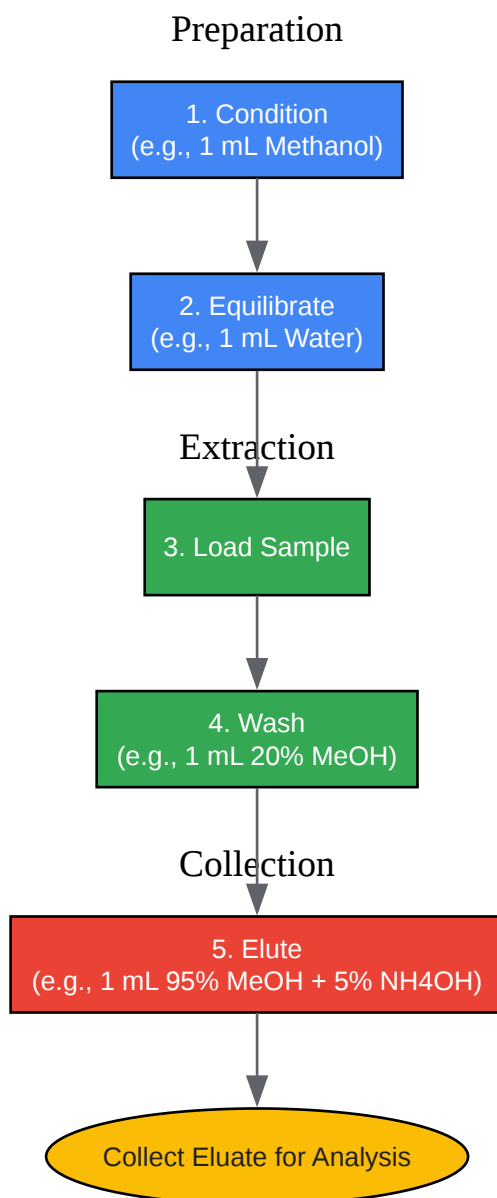 Preparation
1. Condition
(e.g., 1 mL Methanol)
2. Equilibrate
(e.g., 1 mL Water)
Extraction
3. Load Sample
4. Wash
(e.g., 1 mL 20% MeOH)
Collection
5. Elute
(e.g., 1 mL 95% MeOH + 5% NH4OH)
Collect Eluate for Analysis